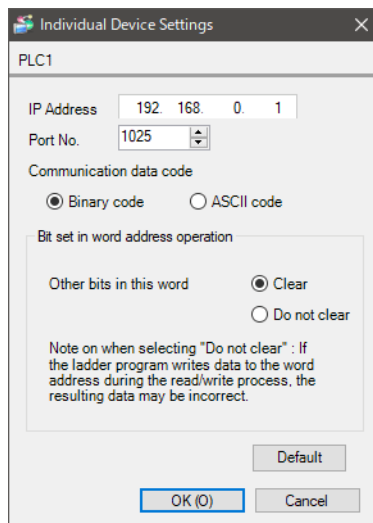 Individual Device Settings
PLC1
IP Address 192. 168. 0. 1
Port No. 1025
Communication data code
Binary code ASCII code
Bit set in word address operation
Other bits in this word Clear
Do not clear
Note on when selecting "Do not clear" : If
the ladder program writes data to the word
address during the read/write process, the
resulting data may be incorrect.
Default
OK (O) Cancel